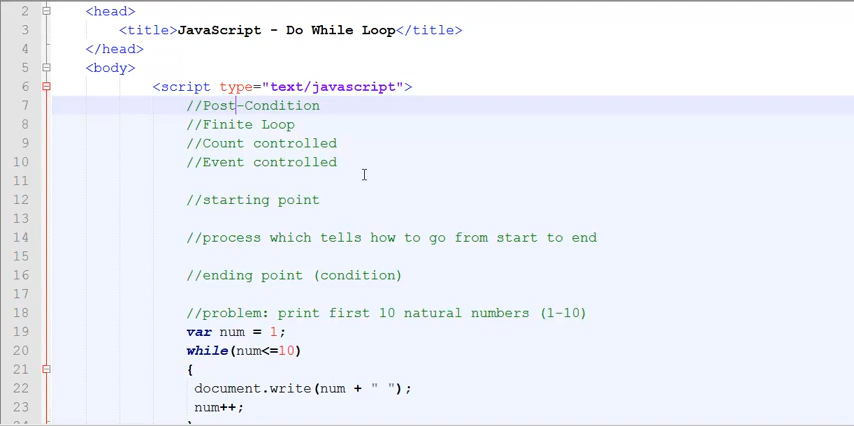 2 <head>
3 <title>JavaScript - Do While Loop</title>
4 </head>
5 <body>
6 <script type="text/javascript">
7 //Post-Condition
8 //Finite Loop
9 //Count controlled
10 //Event controlled
11
12 //starting point
13
14 //process which tells how to go from start to end
15
16 //ending point (condition)
17
18 //problem: print first 10 natural numbers (1-10)
19 var num = 1;
20 while(num<=10)
21 {
22 document.write(num + " ");
23 num++;